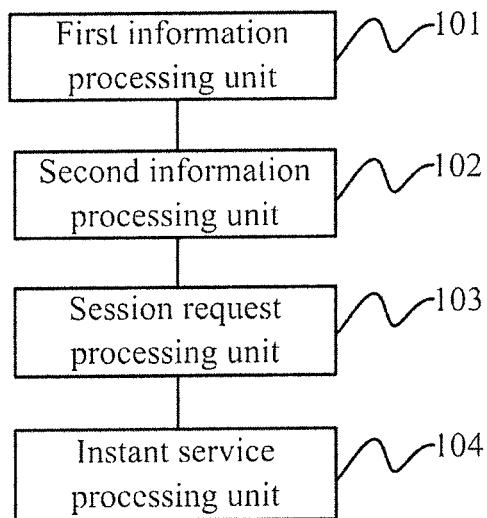 First information
processing unit
101
Second information
processing unit
102
Session request
processing unit
103
Instant service
processing unit
104